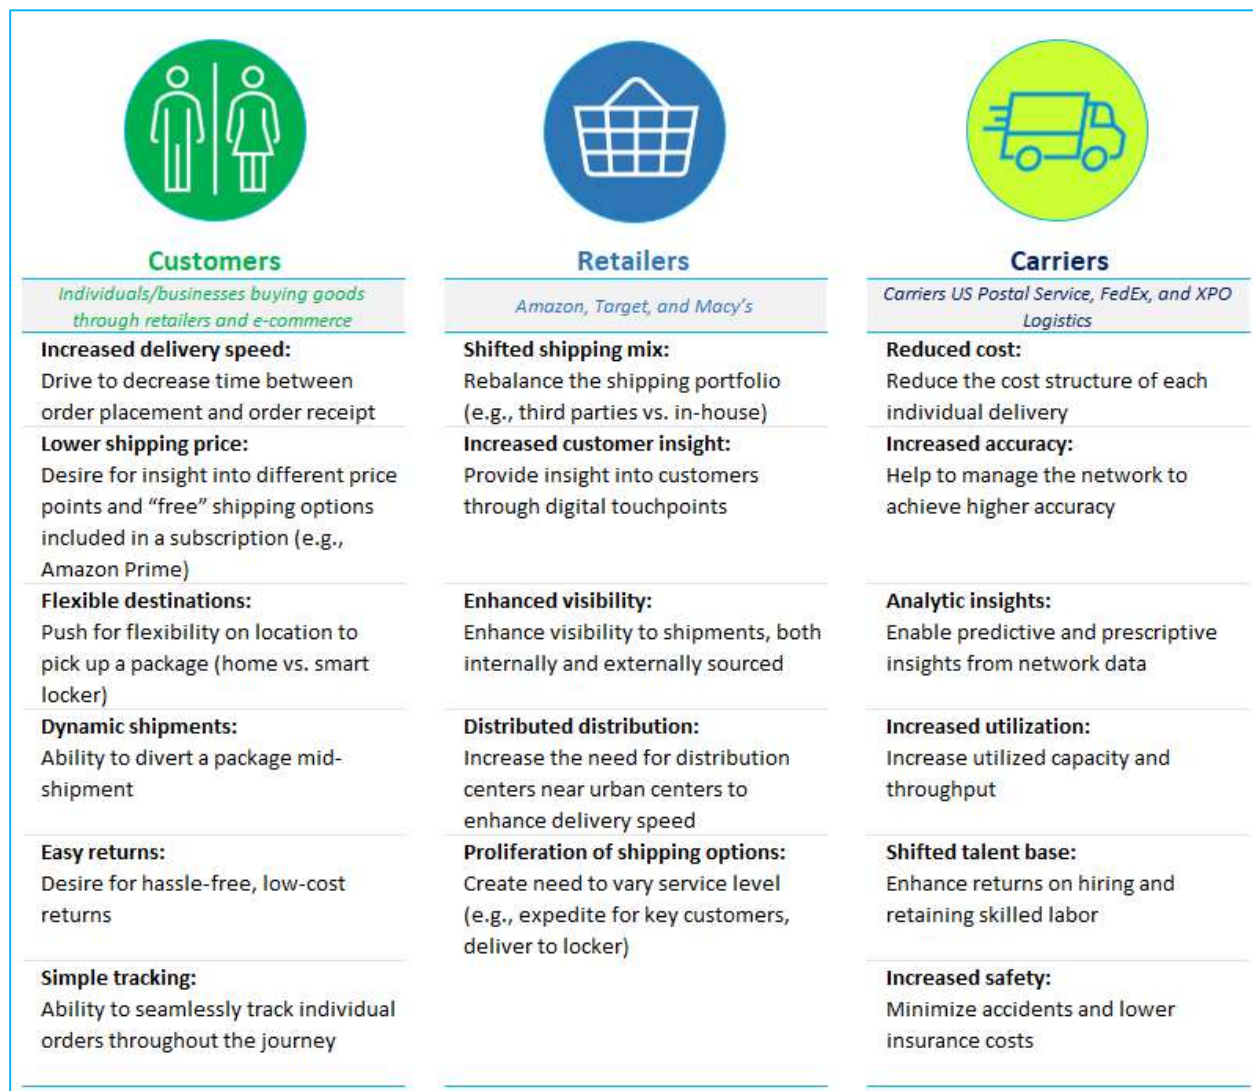 Customers
Individuals/businesses buying goods
through retailers and e-commerce
Increased delivery speed:
Drive to decrease time between
order placement and order receipt
Lower shipping price:
Desire for insight into different price
points and “free” shipping options
included in a subscription (e.g.,
Amazon Prime)
Flexible destinations:
Push for flexibility on location to
pick up a package (home vs. smart
locker)
Dynamic shipments:
Ability to divert a package mid-
shipment
Easy returns:
Desire for hassle-free, low-cost
returns
Simple tracking:
Ability to seamlessly track individual
orders throughout the journey
Retailers
Amazon, Target, and Macy’s
Shifted shipping mix:
Rebalance the shipping portfolio
(e.g., third parties vs. in-house)
Increased customer insight:
Provide insight into customers
through digital touchpoints
Enhanced visibility:
Enhance visibility to shipments, both
internally and externally sourced
Distributed distribution:
Increase the need for distribution
centers near urban centers to
enhance delivery speed
Proliferation of shipping options:
Create need to vary service level
(e.g., expedite for key customers,
deliver to locker)
Carriers
Carriers US Postal Service, FedEx, and XPO
Logistics
Reduced cost:
Reduce the cost structure of each
individual delivery
Increased accuracy:
Help to manage the network to
achieve higher accuracy
Analytic insights:
Enable predictive and prescriptive
insights from network data
Increased utilization:
Increase utilized capacity and
throughput
Shifted talent base:
Enhance returns on hiring and
retaining skilled labor
Increased safety:
Minimize accidents and lower
insurance costs